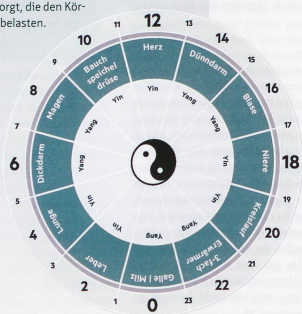 orgt, die den Kör-
belasten.
12
13
14
15
16
17
18
19
20
21
22
23
0
1
2
3
4
5
6
7
8
9
10
11
Herz
Dünndarm
Blase
Niere
Kreislauf
3-fach
Erwärmer
Galle | Milz
Leber
Lunge
Dickdarm
Magen
Bauch
speichel
drüse
Yin
Yang
Yang
Yin
Yin
Yang
Yang
Yin
Yin
Yang
Yang
Yin